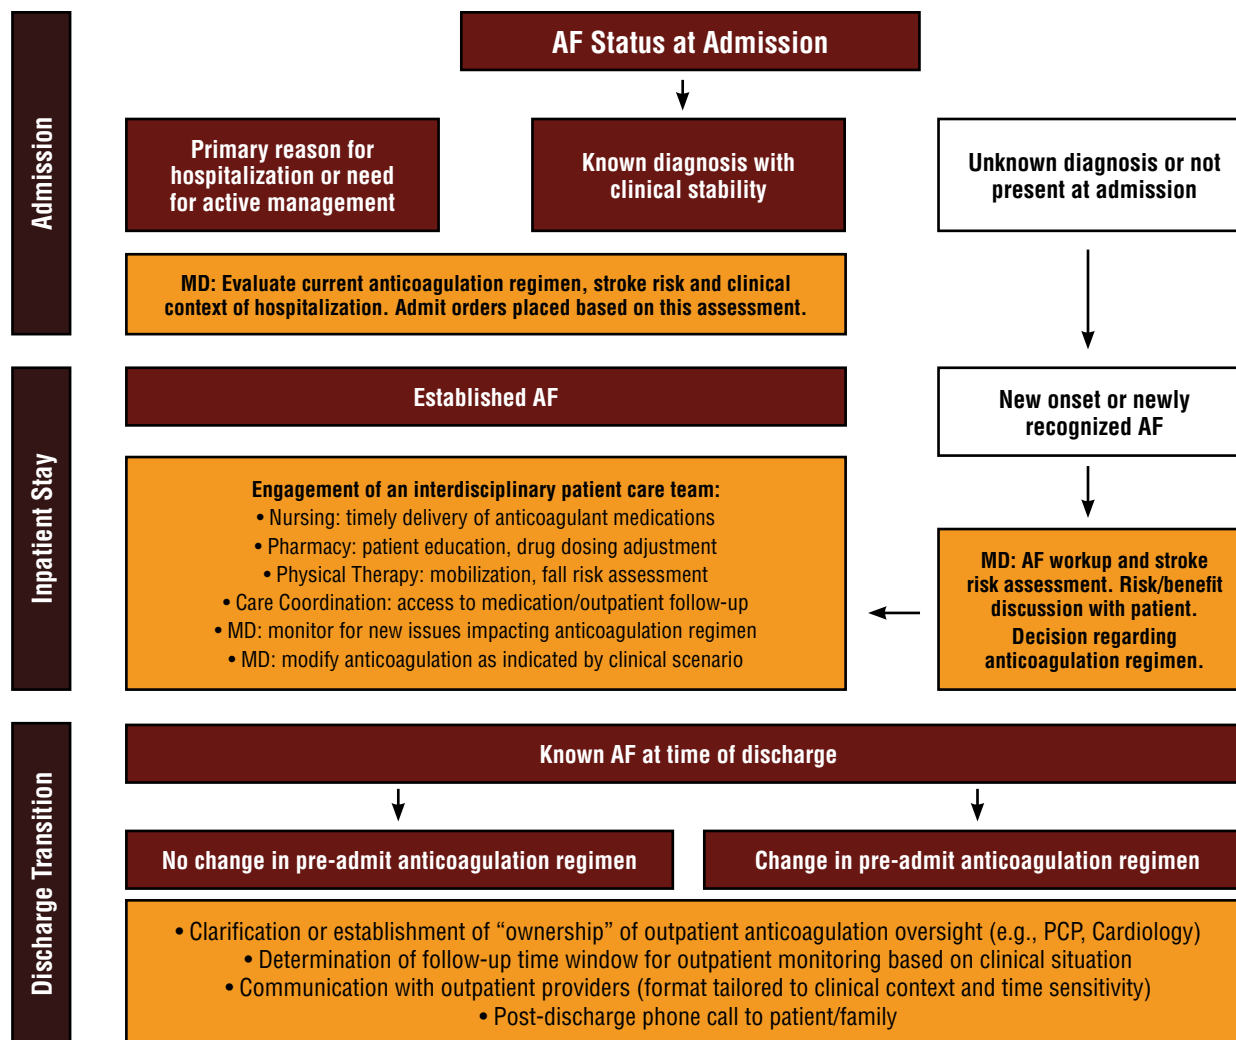 Admission
AF Status at Admission
Primary reason for
hospitalization or need
for active management
Known diagnosis with
clinical stability
Unknown diagnosis or not
present at admission
MD: Evaluate current anticoagulation regimen, stroke risk and clinical
context of hospitalization. Admit orders placed based on this assessment.
Inpatient Stay
Established AF
New onset or newly
recognized AF
Engagement of an interdisciplinary patient care team:
• Nursing: timely delivery of anticoagulant medications
• Pharmacy: patient education, drug dosing adjustment
• Physical Therapy: mobilization, fall risk assessment
• Care Coordination: access to medication/outpatient follow-up
• MD: monitor for new issues impacting anticoagulation regimen
• MD: modify anticoagulation as indicated by clinical scenario
MD: AF workup and stroke
risk assessment. Risk/benefit
discussion with patient.
Decision regarding
anticoagulation regimen.
Discharge Transition
Known AF at time of discharge
No change in pre-admit anticoagulation regimen
Change in pre-admit anticoagulation regimen
• Clarification or establishment of “ownership” of outpatient anticoagulation oversight (e.g., PCP, Cardiology)
• Determination of follow-up time window for outpatient monitoring based on clinical situation
• Communication with outpatient providers (format tailored to clinical context and time sensitivity)
• Post-discharge phone call to patient/family